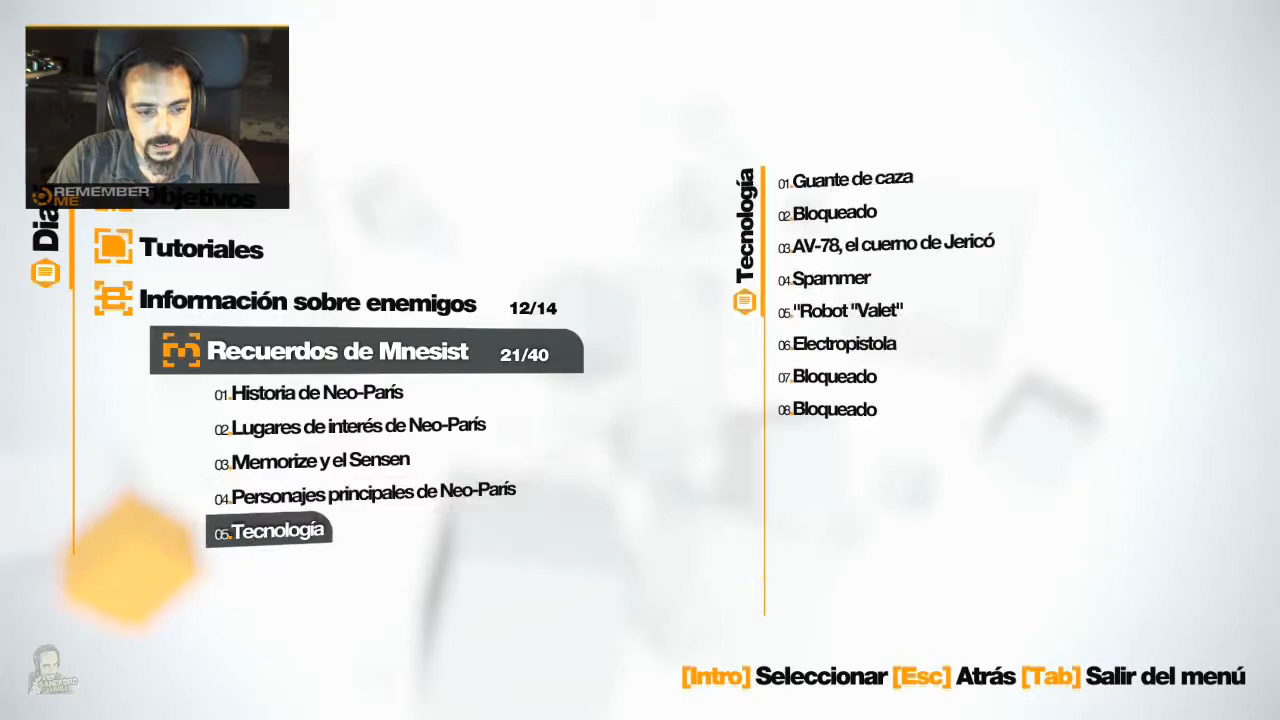 REMEMBER
ME
Dia
Objetivos
Tutoriales
Información sobre enemigos 12/14
Recuerdos de Mnesist 21/40
01.Historia de Neo-París
02.Lugares de interés de Neo-París
03.Memorize y el Sensen
04.Personajes principales de Neo-París
05.Tecnología
Tecnología
01.Guante de caza
02.Bloqueado
03.AV-78, el cuerno de Jericó
04.Spammer
05."Robot "Valet"
06.Electropistola
07.Bloqueado
08.Bloqueado
[Intro] Seleccionar [Esc] Atrás [Tab] Salir del menú